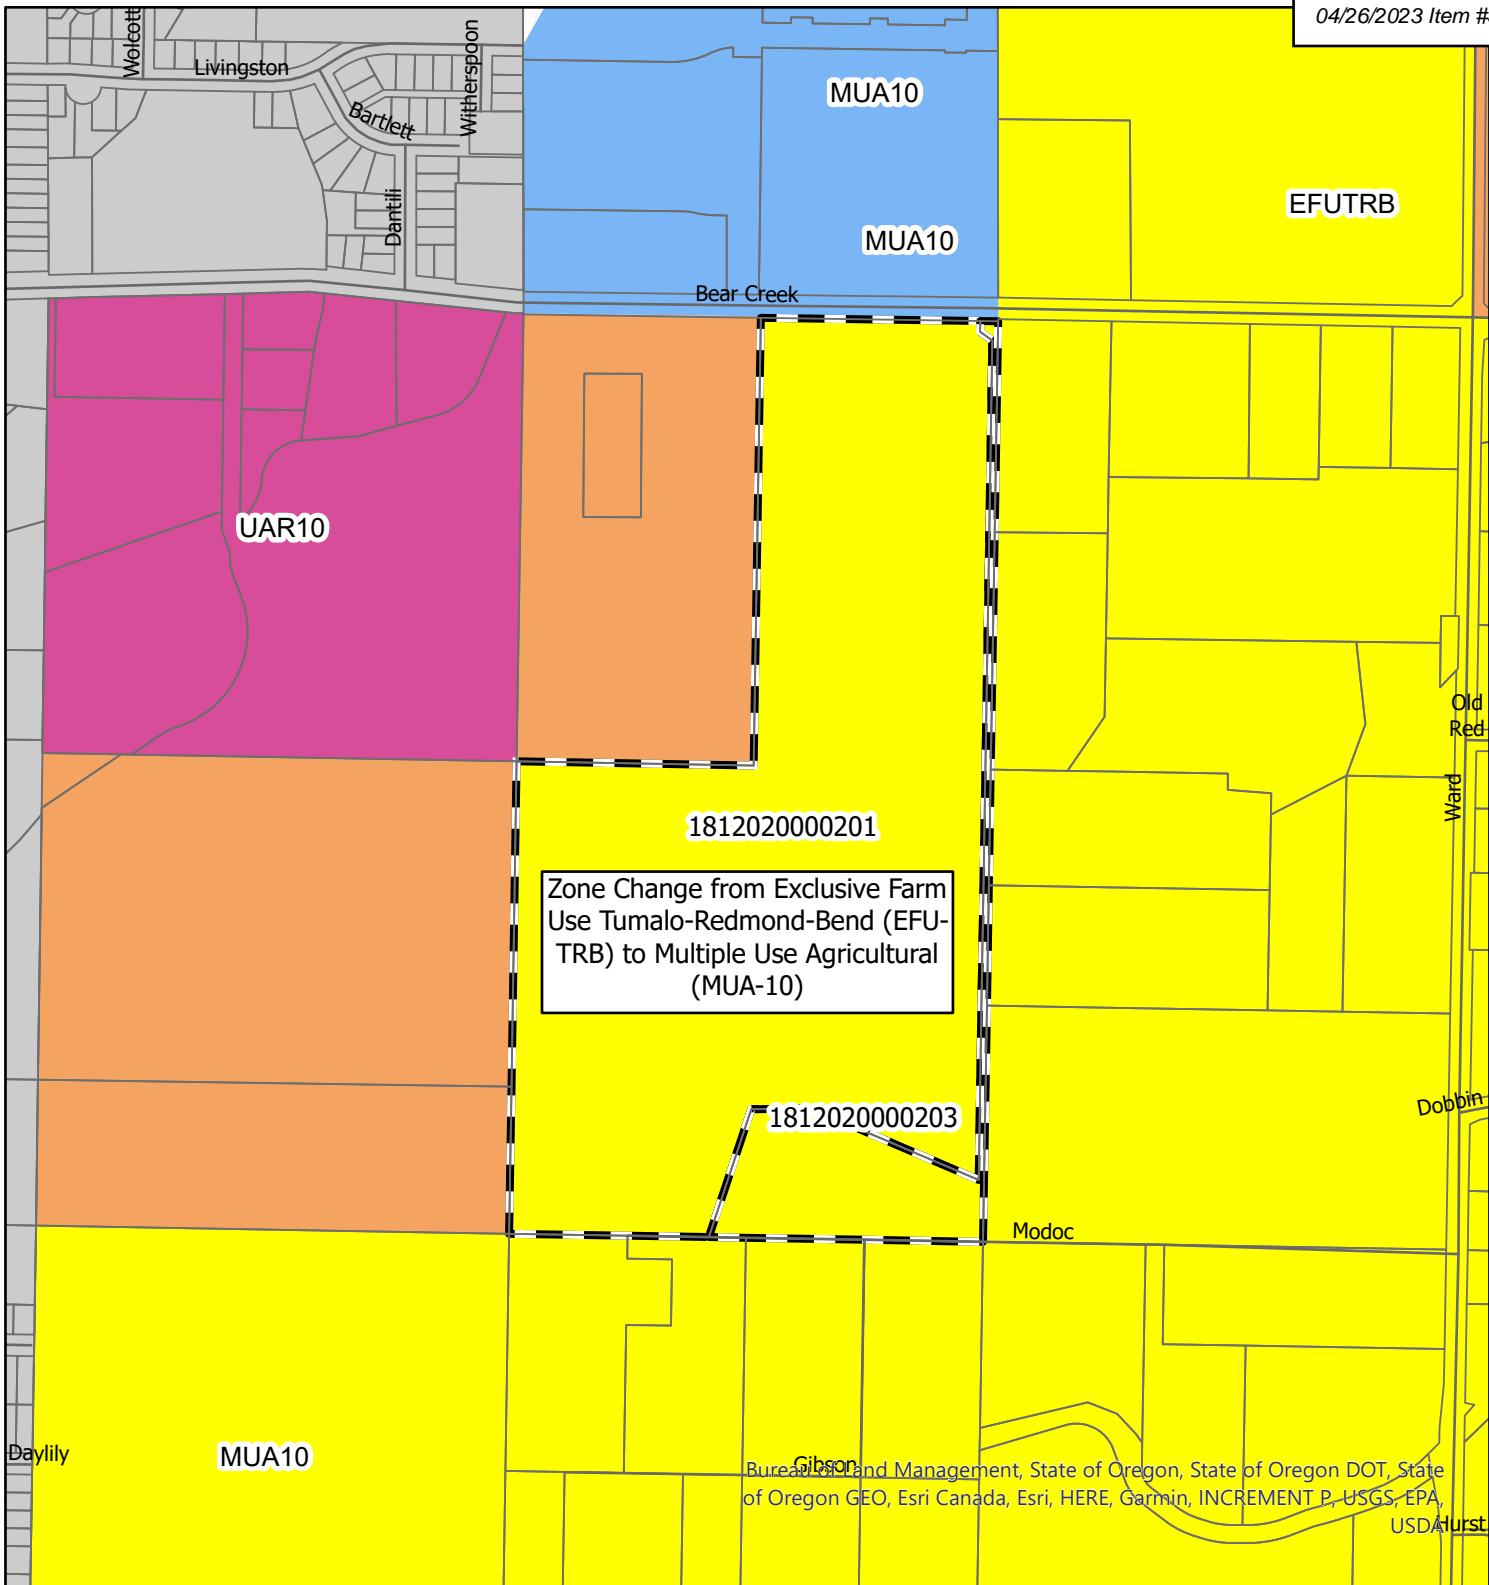 04/26/2023 Item #
Wolcott
Livingston
Witherspoon
Bartlett
Dantili
MUA10
EFUTRB
MUA10
Bear Creek
UAR10
Old
Red
Ward
1812020000201
Zone Change from Exclusive Farm
Use Tumalo-Redmond-Bend (EFU-
TRB) to Multiple Use Agricultural
(MUA-10)
Dobbin
1812020000203
Modoc
Daylily
MUA10
Gibson
Bureau of Land Management, State of Oregon, State of Oregon DOT, State
of Oregon GEO, Esri Canada, Esri, HERE, Garmin, INCREMENT P, USGS, EPA,
USDA
Hurst